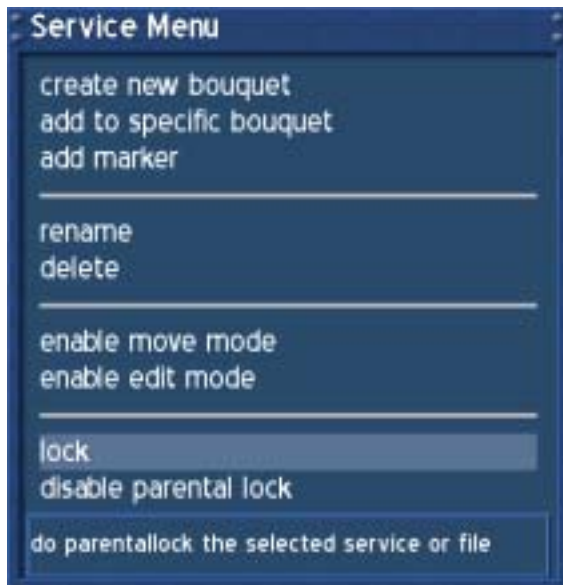 Service Menu
create new bouquet
add to specific bouquet
add marker
rename
delete
enable move mode
enable edit mode
lock
disable parental lock
do parentallock the selected service or file